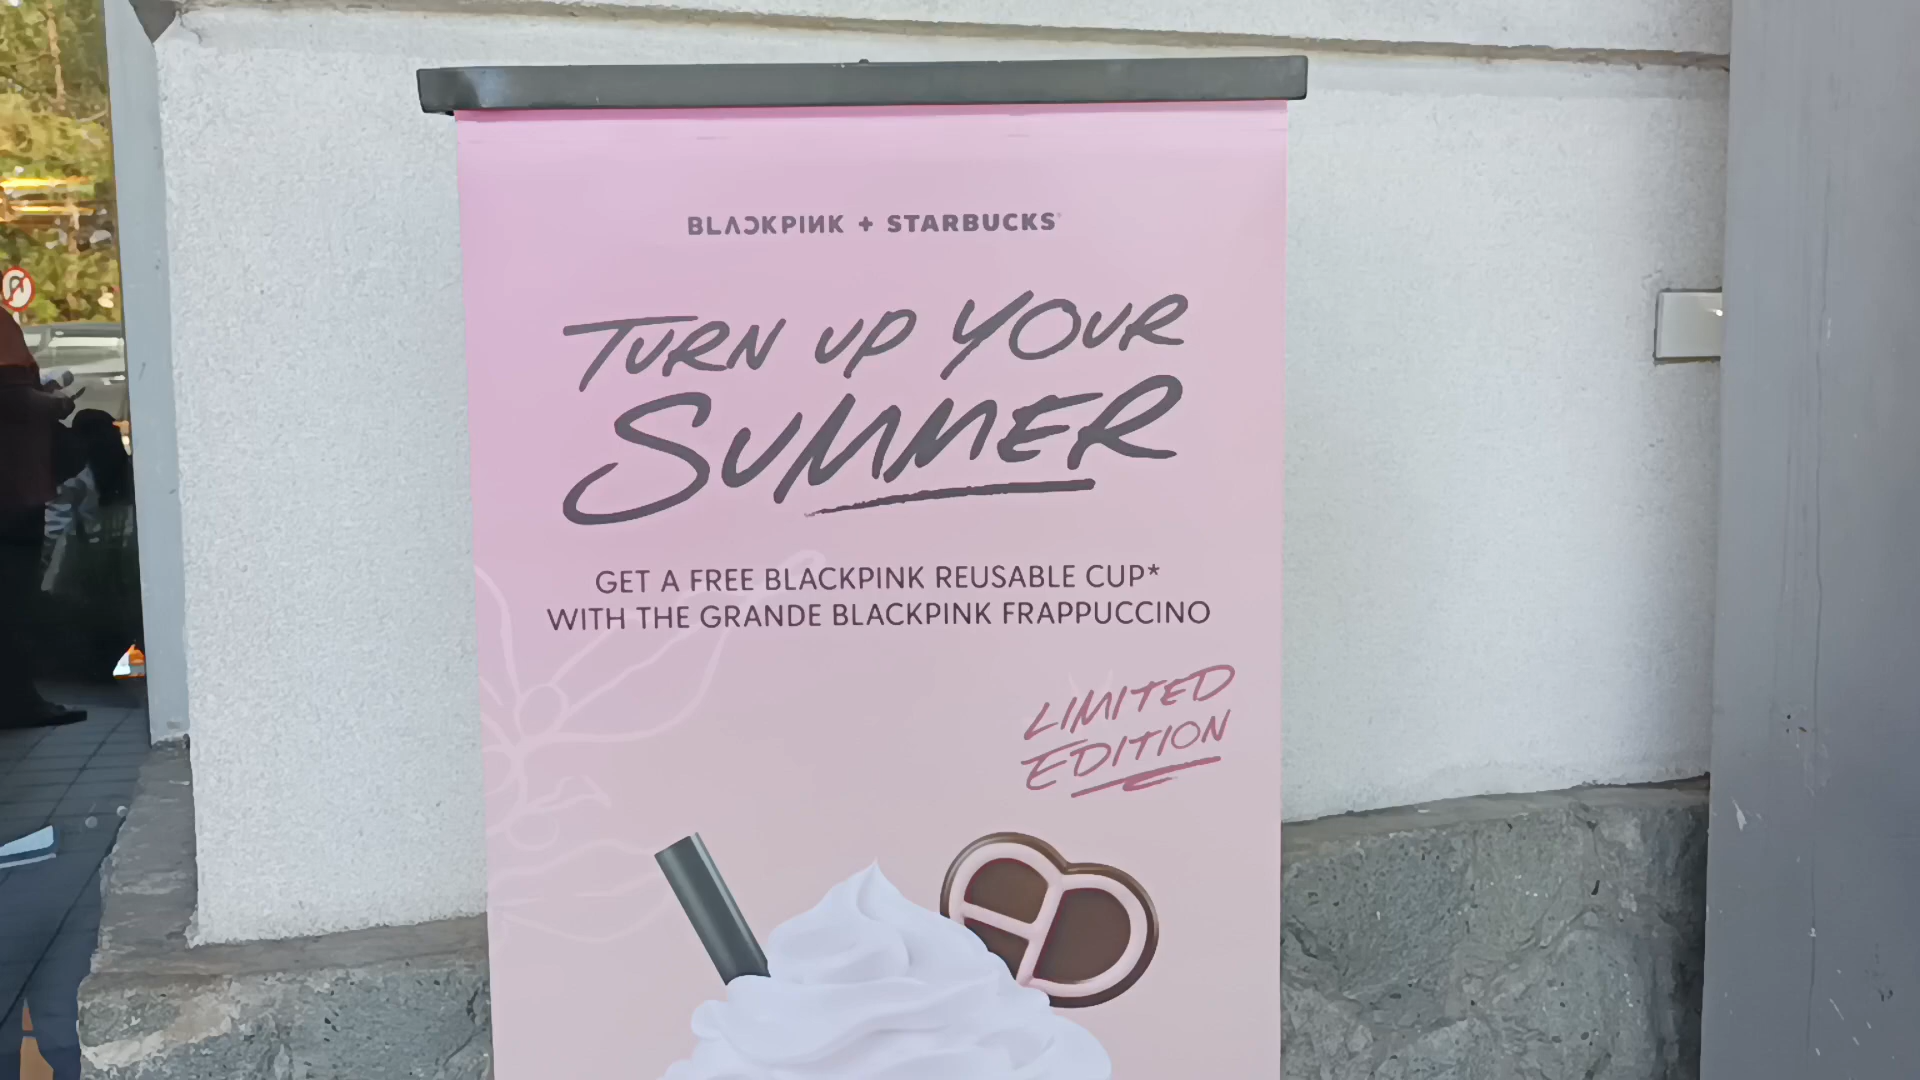 BLACKPINK + STARBUCKS
TURN UP YOUR
SUMMER
GET A FREE BLACKPINK REUSABLE CUP*
WITH THE GRANDE BLACKPINK FRAPPUCCINO
LIMITED
EDITION